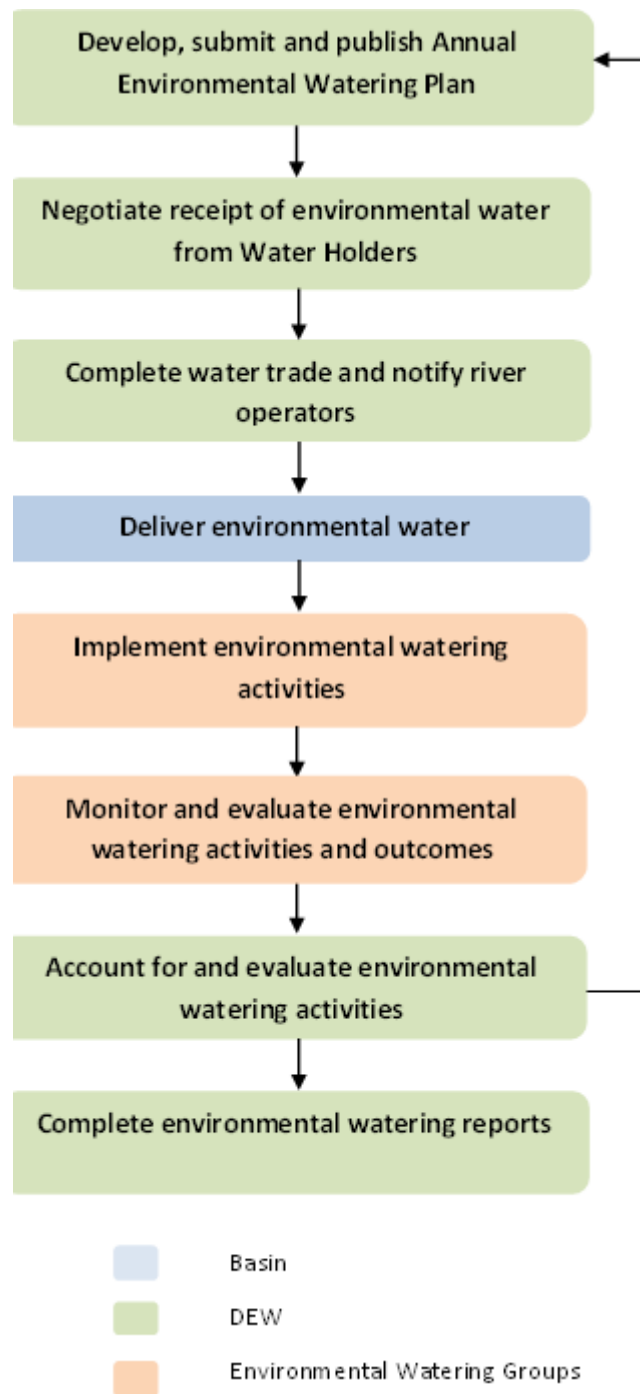 Develop, submit and publish Annual
Environmental Watering Plan
Negotiate receipt of environmental water
from Water Holders
Complete water trade and notify river
operators
Deliver environmental water
Implement environmental watering
activities
Monitor and evaluate environmental
watering activities and outcomes
Account for and evaluate environmental
watering activities
Complete environmental watering reports
Basin
DEW
Environmental Watering Groups